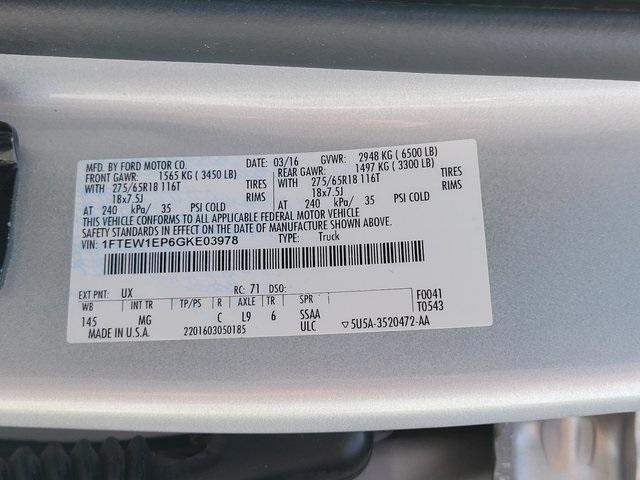 MFD. BY FORD MOTOR CO. DATE: 03/16 GVWR: 2948 KG ( 6500 LB)
FRONT GAWR: 1565 KG ( 3450 LB) REAR GAWR: 1497 KG ( 3300 LB)
WITH 275/65R18 116T TIRES WITH 275/65R18 116T TIRES
18x7.5J RIMS 18x7.5J RIMS
AT 240 kPa/ 35 PSI COLD AT 240 kPa/ 35 PSI COLD
THIS VEHICLE CONFORMS TO ALL APPLICABLE FEDERAL MOTOR VEHICLE
SAFETY STANDARDS IN EFFECT ON THE DATE OF MANUFACTURE SHOWN ABOVE.
VIN: 1FTEW1EP6GKE03978 TYPE: Truck
EXT PNT: UX RC: 71 DSO:
WB INT TR TP/PS R AXLE TR SPR F0041
145 MG C L9 6 SSAA T0543
MADE IN U.S.A. 2201603050185 ULC ▽5U5A-3520472-AA